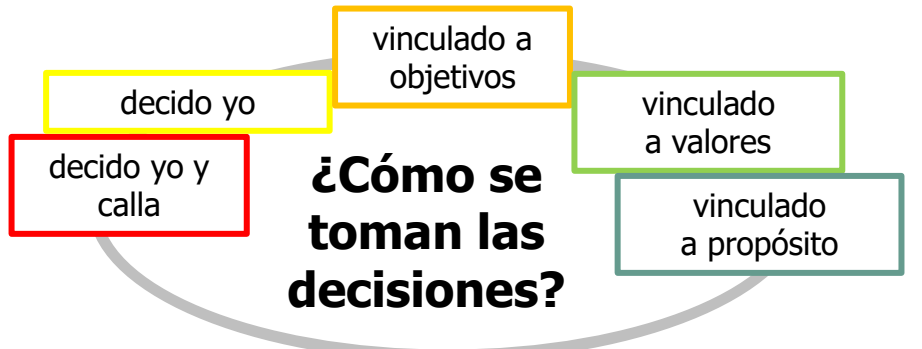 vinculado a
objetivos
decido yo
vinculado
a valores
decido yo y
calla
¿Cómo se
toman las
decisiones?
vinculado
a propósito